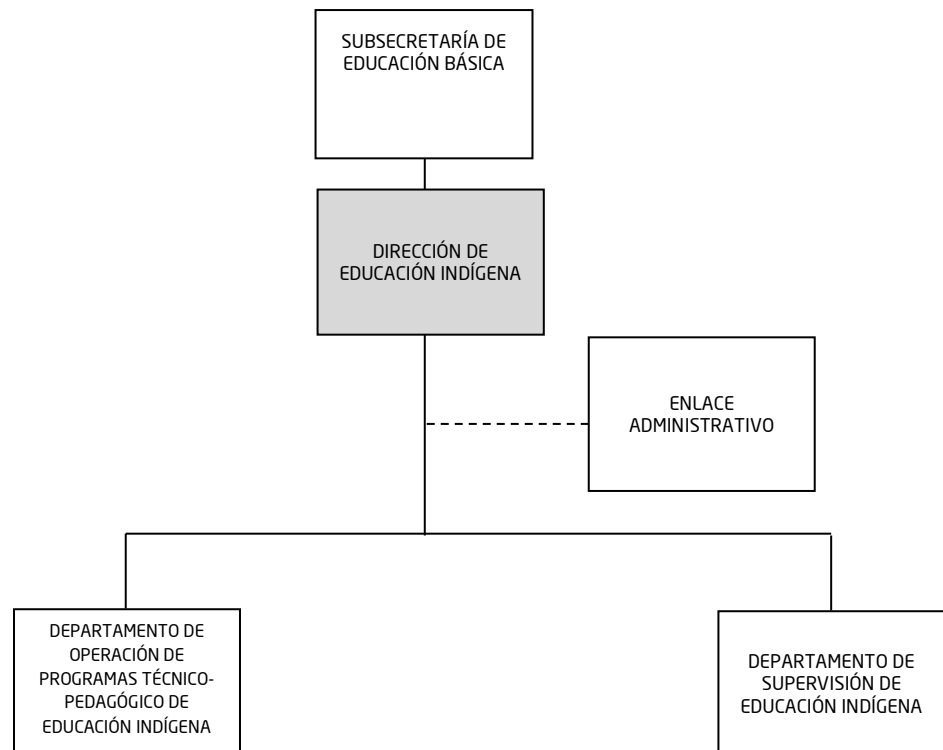 SUBSECRETARÍA DE
EDUCACIÓN BÁSICA
DIRECCIÓN DE
EDUCACIÓN INDÍGENA
ENLACE
ADMINISTRATIVO
DEPARTAMENTO DE
OPERACIÓN DE
PROGRAMAS TÉCNICO-
PEDAGÓGICO DE
EDUCACIÓN INDÍGENA
DEPARTAMENTO DE
SUPERVISIÓN DE
EDUCACIÓN INDÍGENA